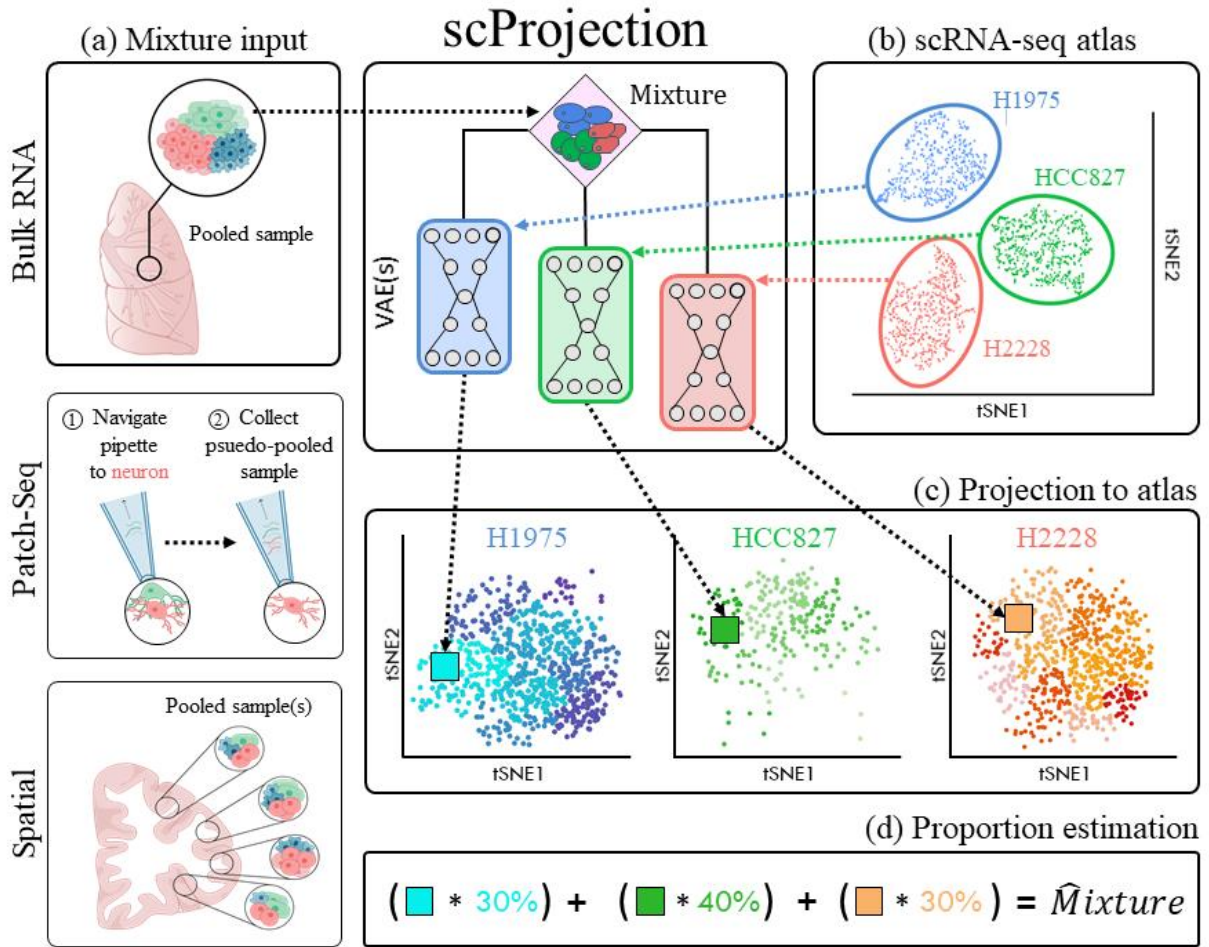 (a) Mixture input
scProjection
(b) scRNA-seq atlas
Bulk RNA
Pooled sample
Mixture
VAE(s)
H1975
HCC827
H2228
tSNE2
tSNE1
Patch-Seq
① Navigate
pipette
to neuron
② Collect
psuedo-pooled
sample
(c) Projection to atlas
H1975
HCC827
H2228
tSNE2
tSNE1
tSNE2
tSNE1
tSNE2
tSNE1
Spatial
Pooled sample(s)
(d) Proportion estimation
( * 30%) + ( * 40%) + ( * 30%) = M̂ixture